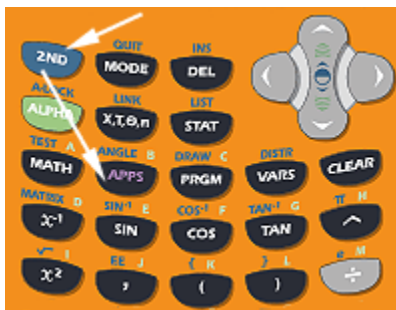 QUIT INS
2ND MODE DEL
A-LOCK LINK LIST
ALPHA X,T,Θ,n STAT
TEST A ANGLE B DRAW C DISTR
MATH APPS PRGM VARS CLEAR
MATRIX D SIN-1 E COS-1 F TAN-1 G π H
X-1 SIN COS TAN ^
√ I EE J { K } L e M
X2 , ( ) ÷